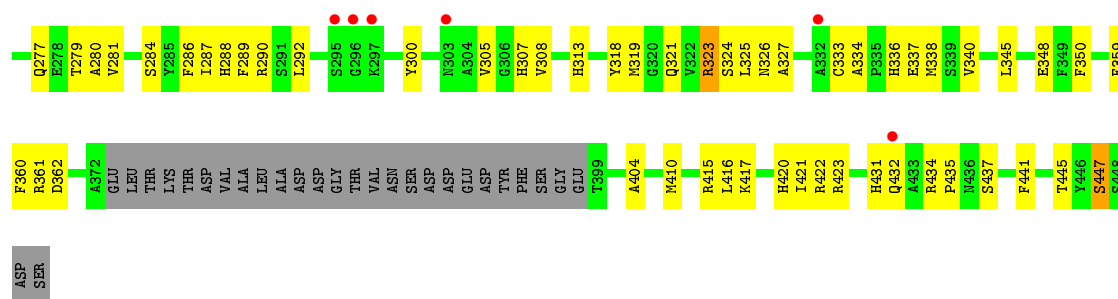 Q277 E278 T279 A280 V281 S284 Y285 F286 I287 H288 F289 R290 S291 L292 S295 G296 K297 Y300 N303 A304 V305 G306 H307 V308 H313 Y318 M319 G320 Q321 V322 R323 S324 L325 N326 A327 A332 C333 A334 P335 H336 E337 M338 S339 V340 L345 E348 F349 F350
F360 R361 D362 A372 GLU LEU THR LYS THR ASP VAL ALA LEU ALA ASP ASP GLY THR VAL ASN SER ASP ASP GLU ASP TYR PHE SER GLY GLU T399 A404 M410 R415 L416 K417 H420 I421 R422 R423 H431 Q432 A433 R434 P435 N436 S437 F441 T445 Y446 S447 S448
ASP SER